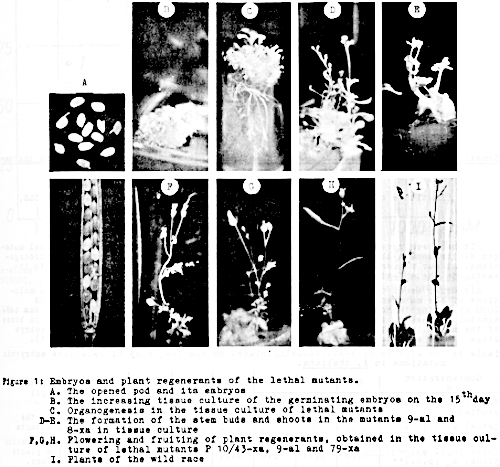 A
B
C
D
E
F
G
H
I
Figure 1: Embryos and plant regenerants of the lethal mutants.
A. The opened pod and its embryos
B. The increasing tissue culture of the germinating embryos on the 15th day
C. Organogenesis in the tissue culture of lethal mutants
D-E. The formation of the stem buds and shoots in the mutants 9-al and
8-xa in tissue culture
F,G,H. Flowering and fruiting of plant regenerants, obtained in the tissue cul-
ture of lethal mutants P 10/43-xa, 9-al and 79-xa
I. Plants of the wild race